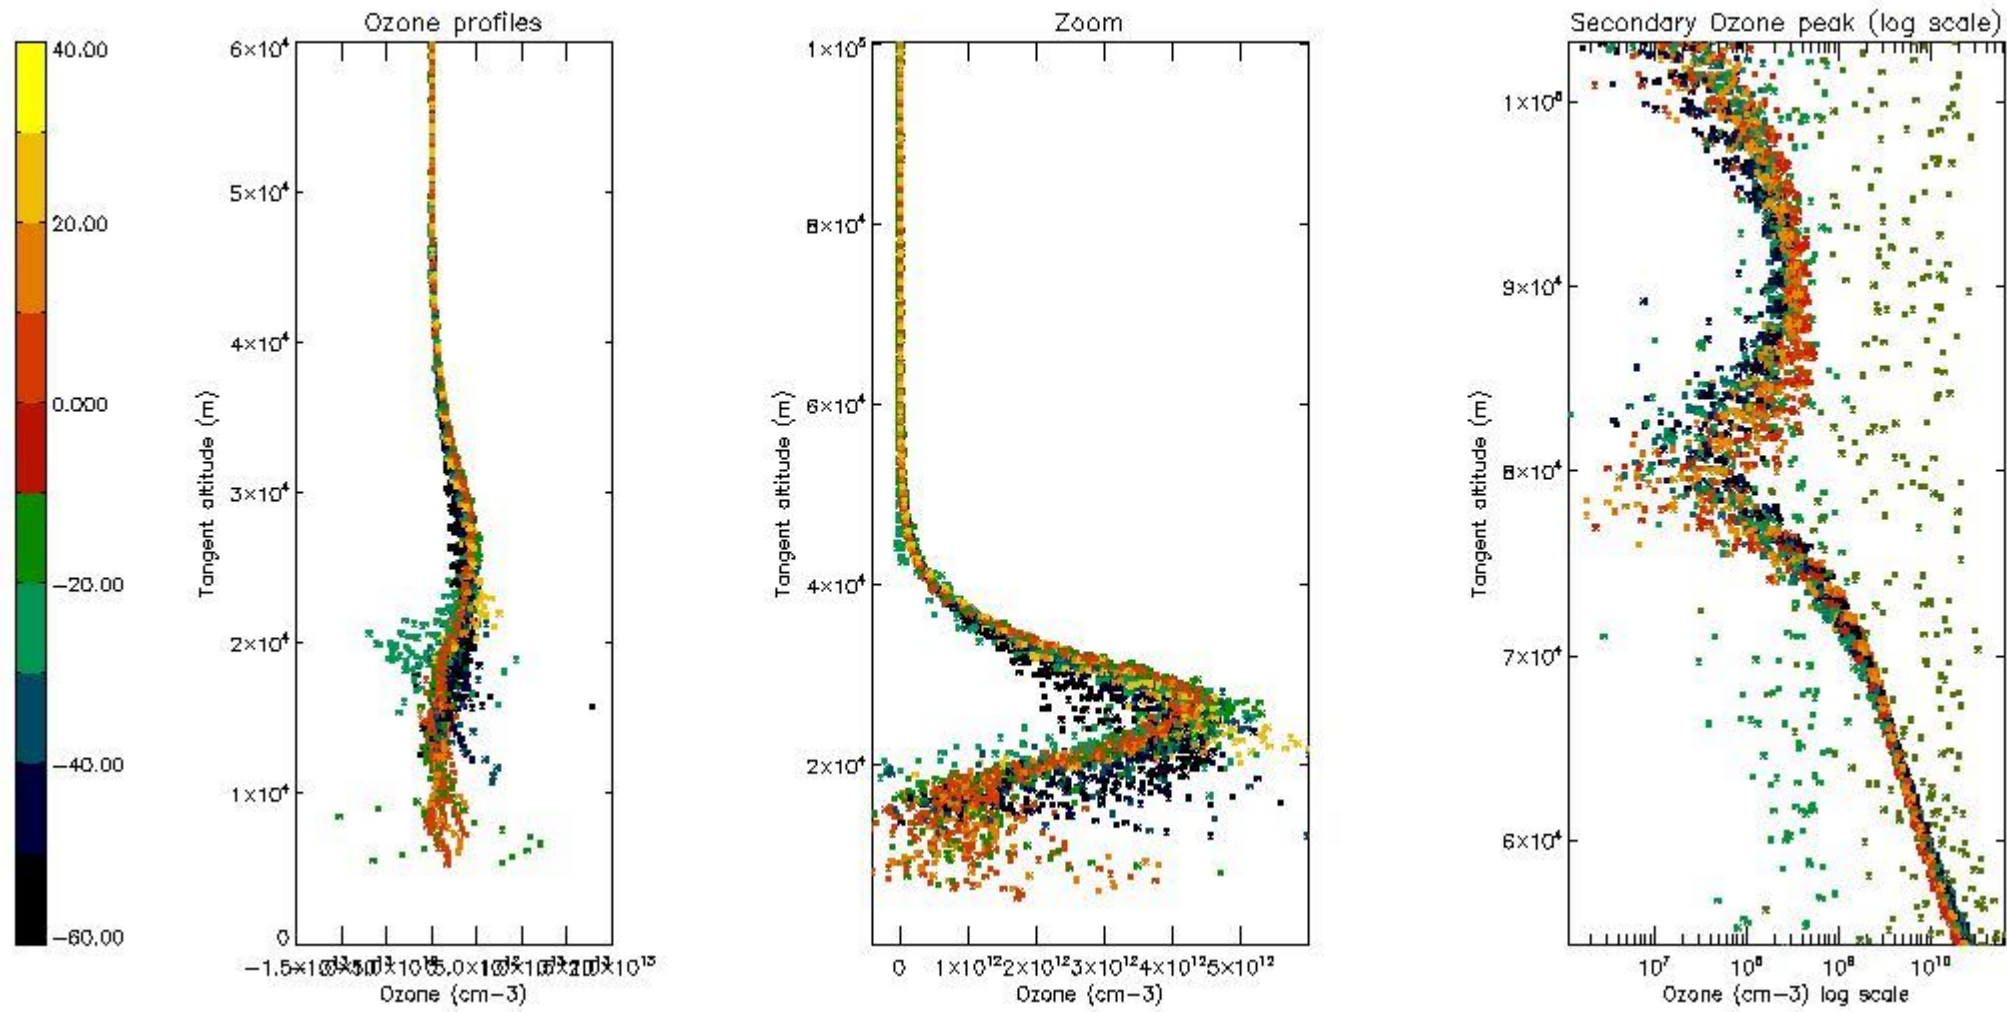 Ozone profiles
Zoom
Secondary Ozone peak (log scale)
40.00
20.00
0.000
−20.00
−40.00
−60.00
6×10⁴
5×10⁴
4×10⁴
3×10⁴
2×10⁴
1×10⁴
0
Tangent altitude (m)
Ozone (cm−3)
1×10⁵
8×10⁴
6×10⁴
4×10⁴
2×10⁴
Tangent altitude (m)
0 1×10¹² 2×10¹² 3×10¹² 4×10¹² 5×10¹²
Ozone (cm−3)
1×10⁵
9×10⁴
8×10⁴
7×10⁴
6×10⁴
Tangent altitude (m)
10⁷ 10⁸ 10⁹ 10¹⁰
Ozone (cm−3) log scale